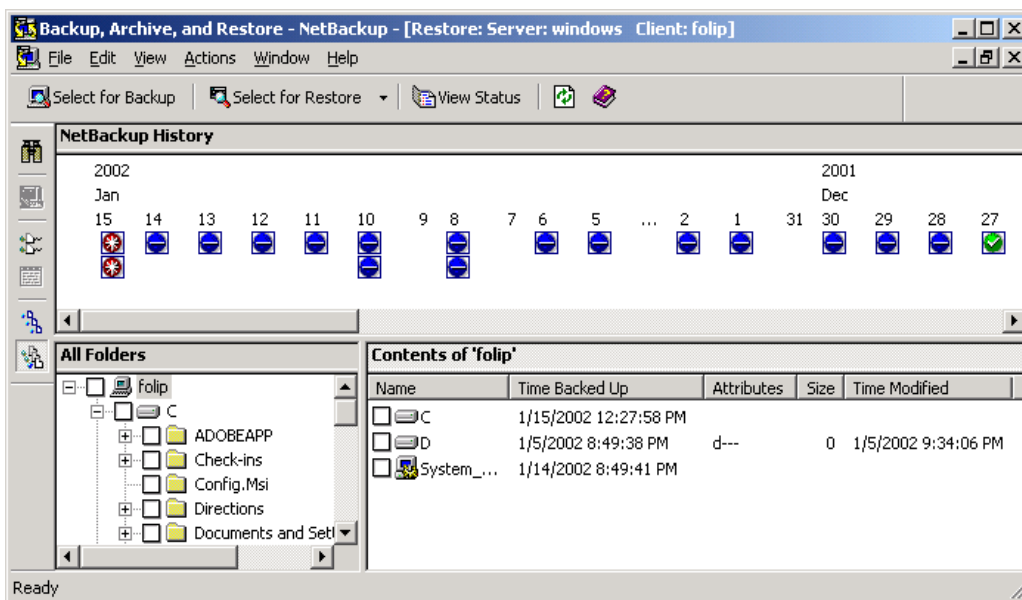 Backup, Archive, and Restore - NetBackup - [Restore: Server: windows   Client: folip]
File Edit View Actions Window Help
Select for Backup Select for Restore View Status
NetBackup History
2002 2001
Jan Dec
15 14 13 12 11 10 9 8 7 6 5 ... 2 1 31 30 29 28 27
All Folders Contents of 'folip'
folip
C
ADOBEAPP
Check-ins
Config.Msi
Directions
Documents and Sett
Name Time Backed Up Attributes Size Time Modified
C 1/15/2002 12:27:58 PM
D 1/5/2002 8:49:38 PM d--- 0 1/5/2002 9:34:06 PM
System_... 1/14/2002 8:49:41 PM
Ready